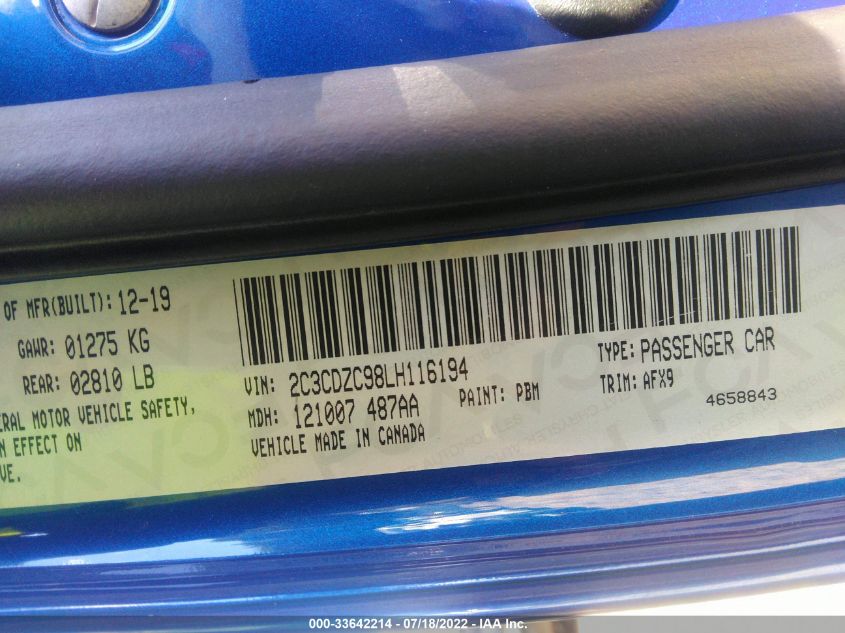 OF MFR(BUILT): 12-19
GAWR: 01275 KG
REAR: 02810 LB
MOTOR VEHICLE SAFETY,
EFFECT ON
VIN: 2C3CDZC98LH116194
MDH: 121007 487AA
PAINT: PBM
VEHICLE MADE IN CANADA
TYPE: PASSENGER CAR
TRIM: AFX9
4658843
000-33642214 - 07/18/2022 - IAA Inc.